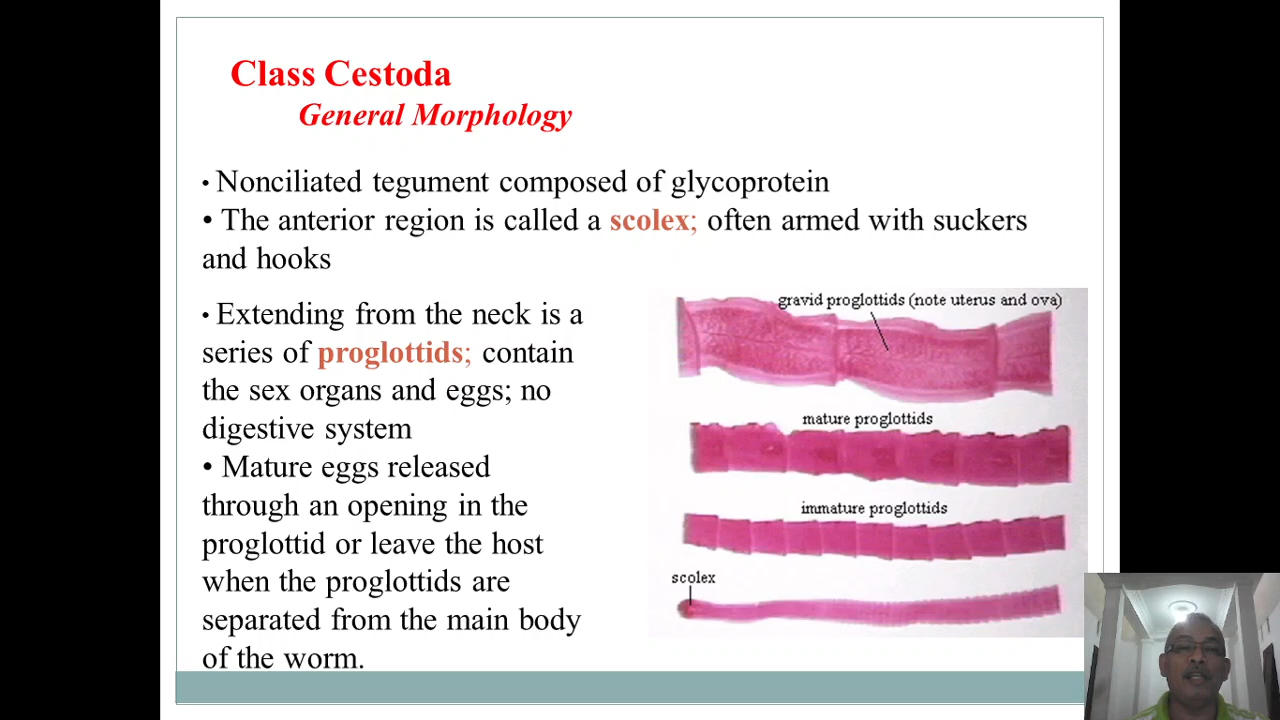 Class Cestoda
General Morphology
• Nonciliated tegument composed of glycoprotein
• The anterior region is called a scolex; often armed with suckers
and hooks
• Extending from the neck is a
series of proglottids; contain
the sex organs and eggs; no
digestive system
• Mature eggs released
through an opening in the
proglottid or leave the host
when the proglottids are
separated from the main body
of the worm.
gravid proglottids (note uterus and ova)
mature proglottids
immature proglottids
scolex